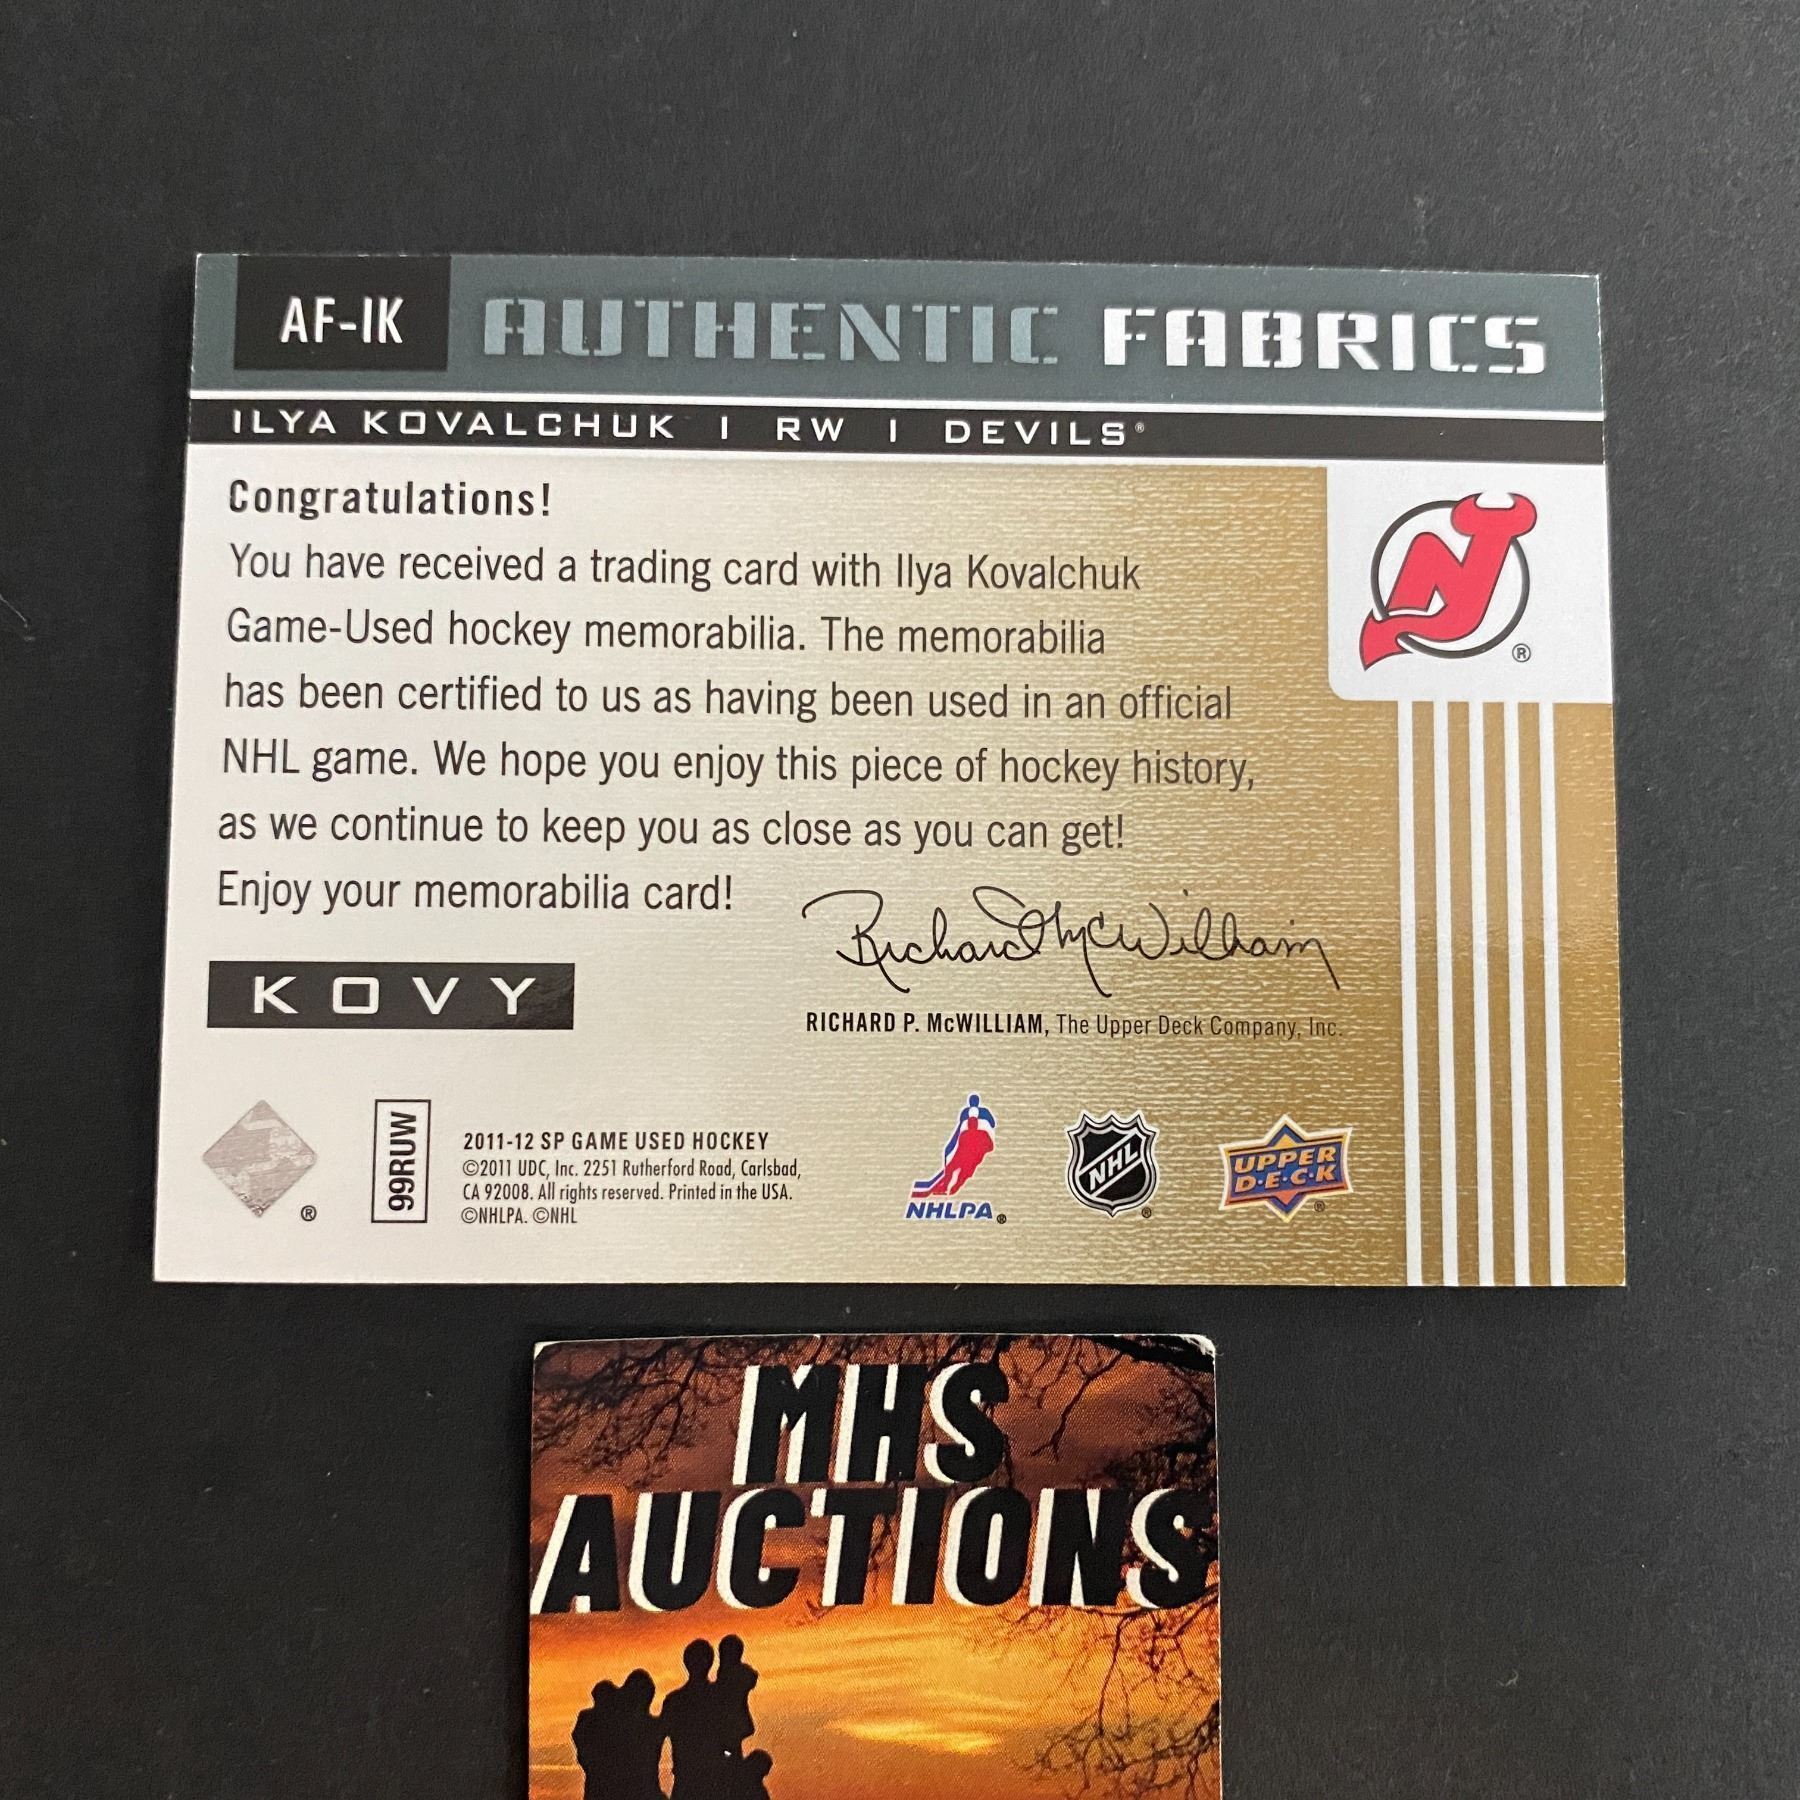 AF-IK AUTHENTIC FABRICS
ILYA KOVALCHUK | RW | DEVILS®
Congratulations!
You have received a trading card with Ilya Kovalchuk
Game-Used hockey memorabilia. The memorabilia
has been certified to us as having been used in an official
NHL game. We hope you enjoy this piece of hockey history,
as we continue to keep you as close as you can get!
Enjoy your memorabilia card!
®
Richard McWilliam
RICHARD P. McWILLIAM, The Upper Deck Company, Inc.
KOVY
®
99RUW
2011-12 SP GAME USED HOCKEY
©2011 UDC, Inc. 2251 Rutherford Road, Carlsbad,
CA 92008. All rights reserved. Printed in the USA.
©NHLPA. ©NHL
NHLPA®
NHL®
UPPER
D·E·C·K®
MHS
AUCTIONS